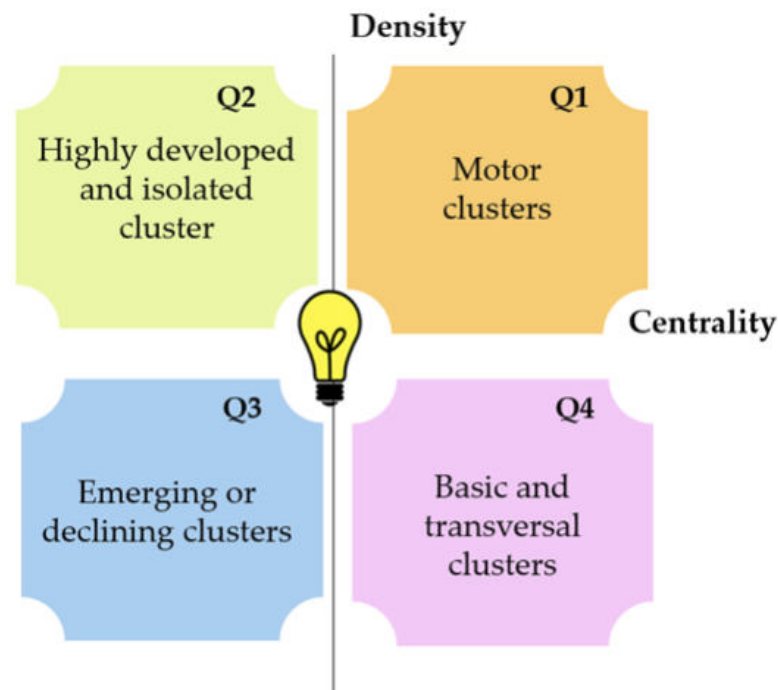 Density
Q2
Highly developed
and isolated
cluster
Q1
Motor
clusters
Centrality
Q3
Emerging or
declining clusters
Q4
Basic and
transversal
clusters